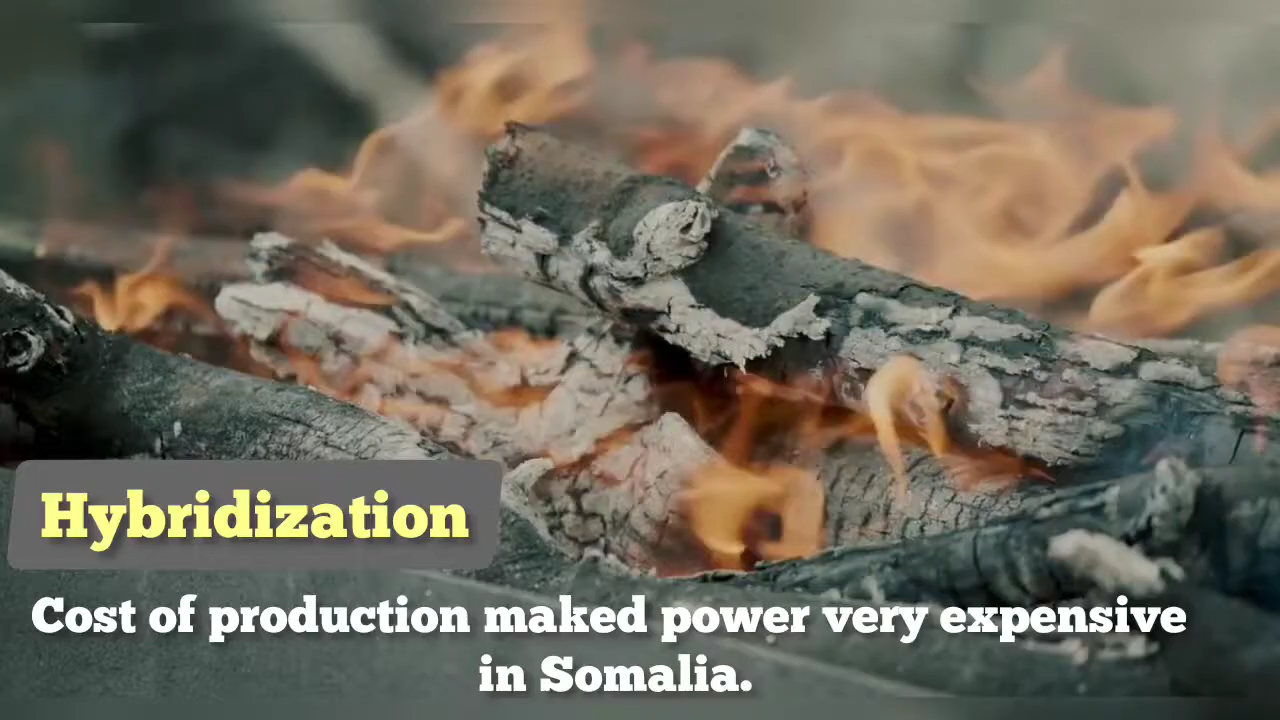 Hybridization
Cost of production maked power very expensive
in Somalia.